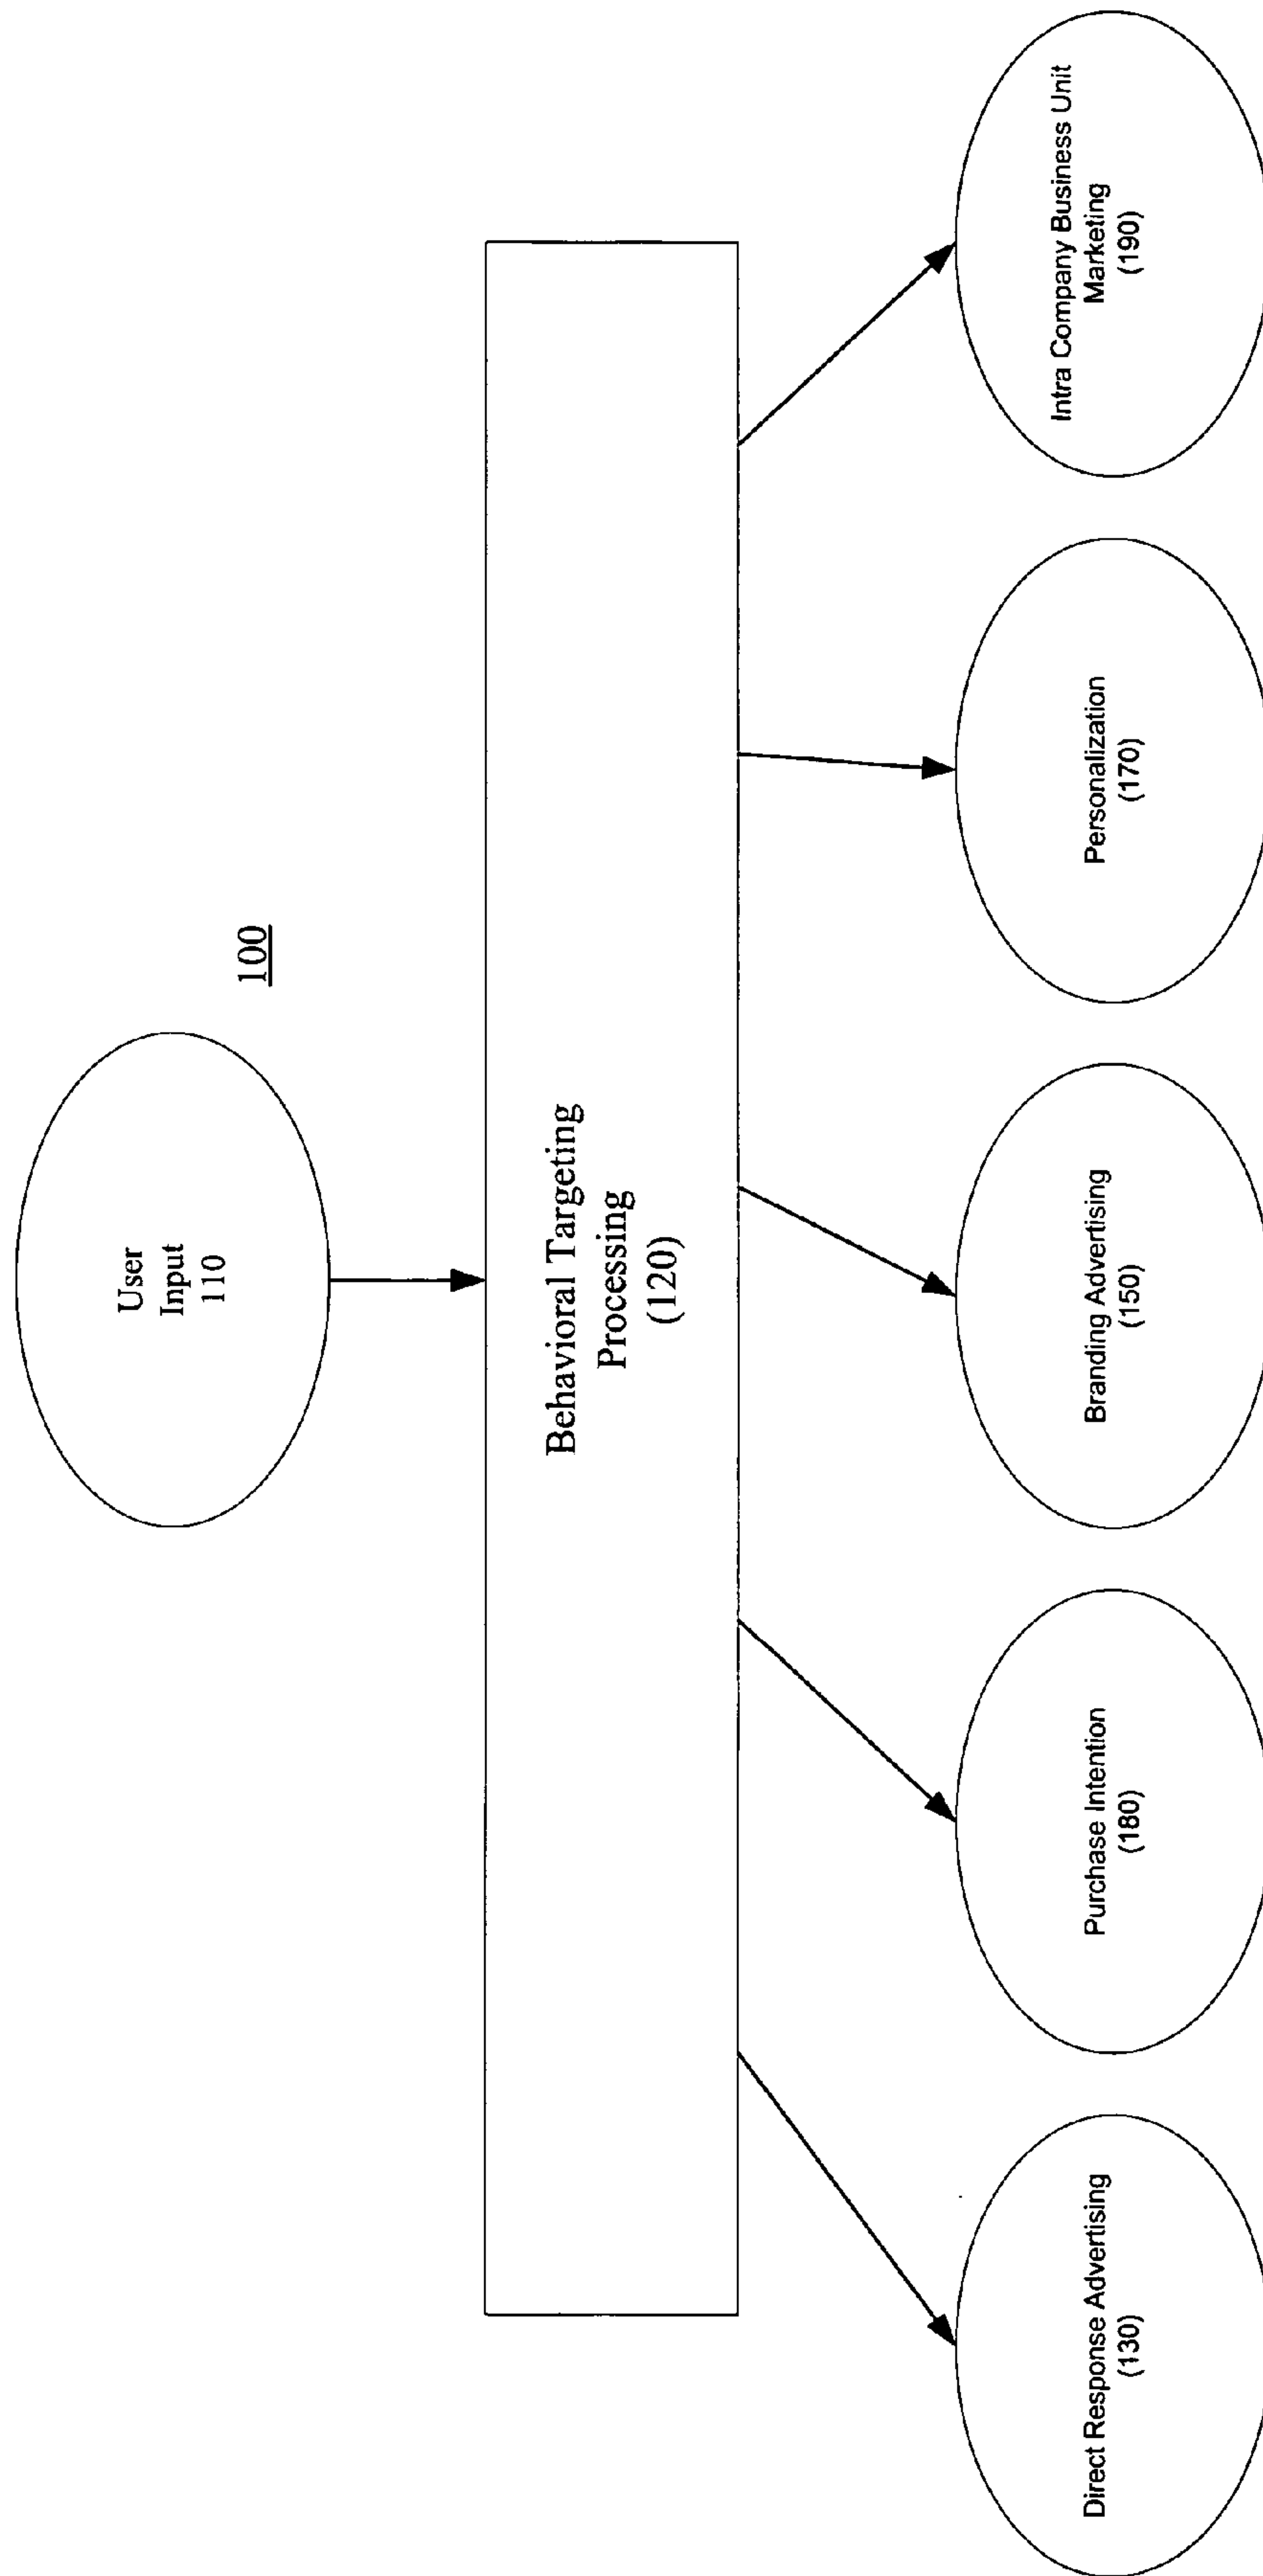 100
User
Input
110
Behavioral Targeting
Processing
(120)
Direct Response Advertising
(130)
Purchase Intention
(180)
Branding Advertising
(150)
Personalization
(170)
Intra Company Business Unit
Marketing
(190)